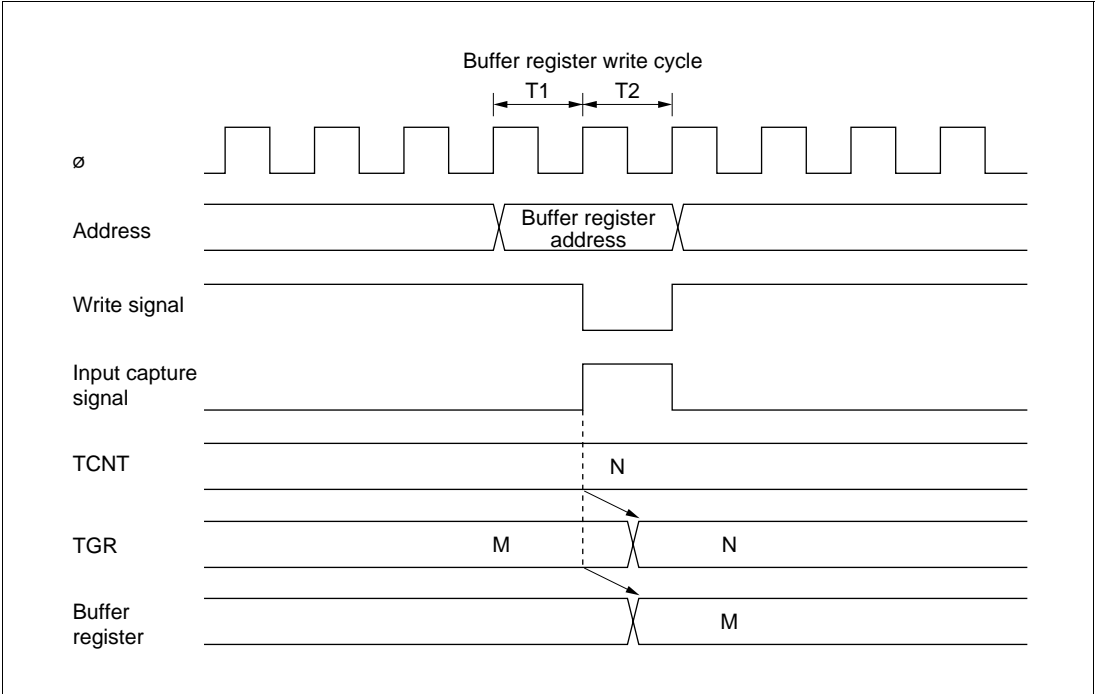 Buffer register write cycle
T1 T2
ø
Address
Buffer register
address
Write signal
Input capture
signal
TCNT
N
TGR
M
N
Buffer
register
M